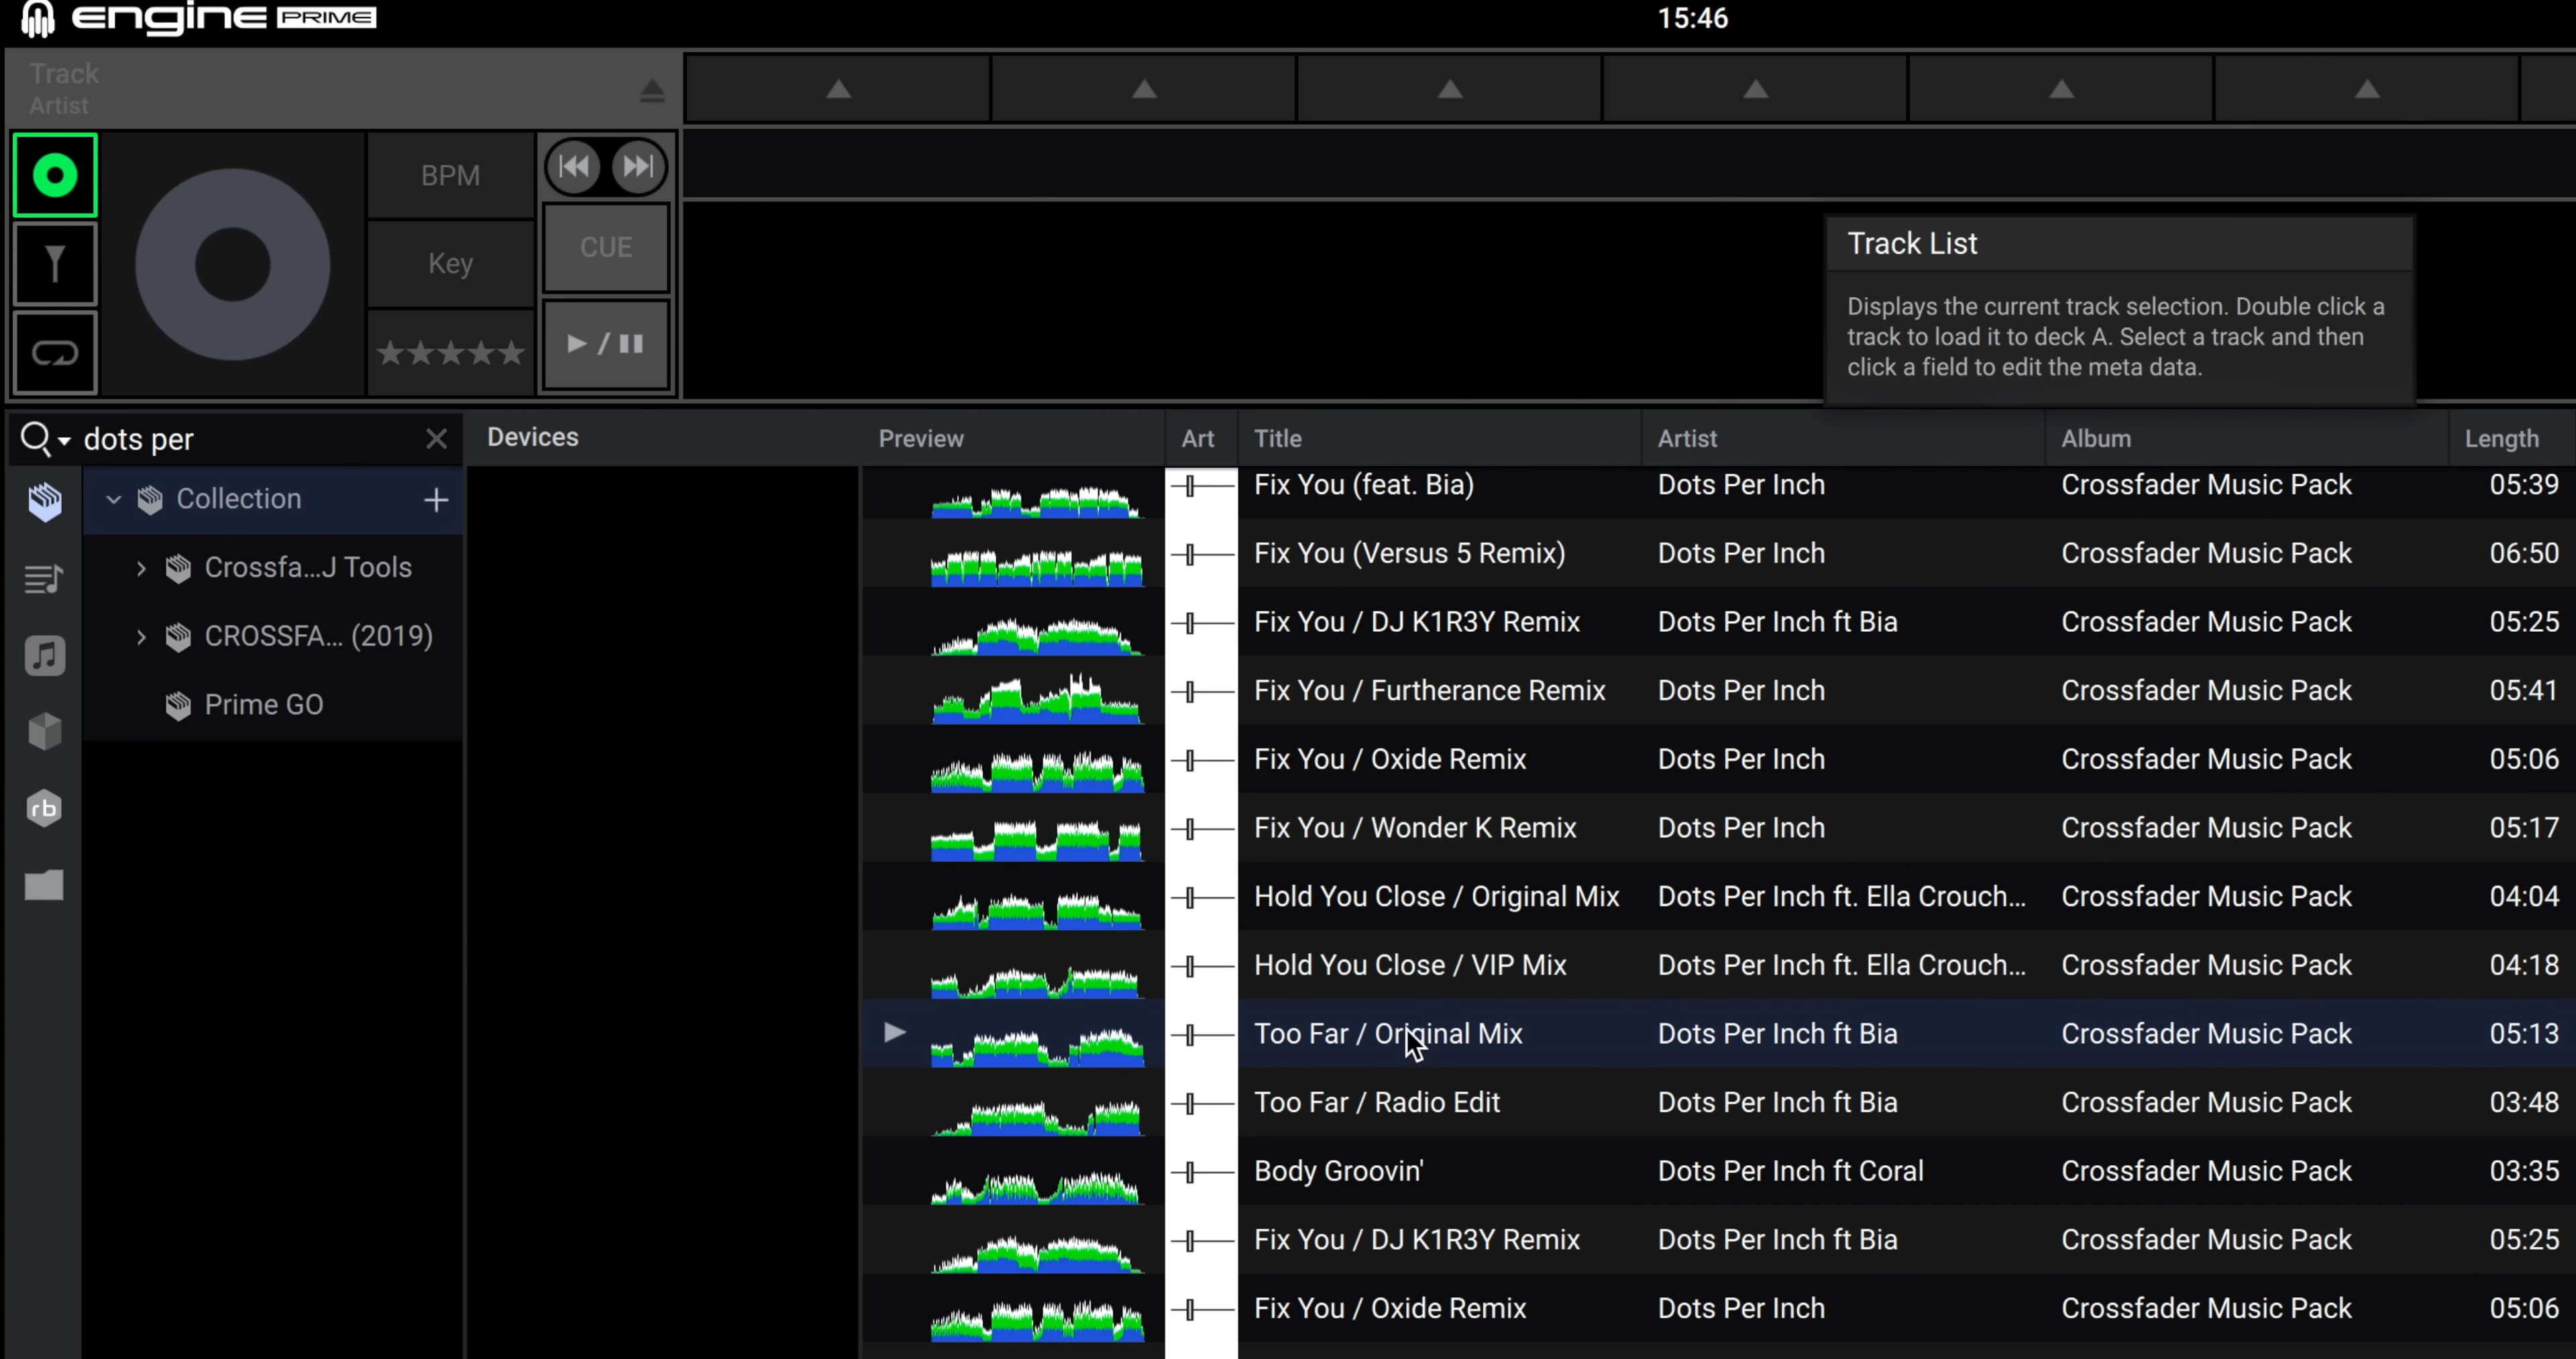 engine PRIME
15:46
Track
Artist
BPM
Key
CUE
Track List
Displays the current track selection. Double click a
track to load it to deck A. Select a track and then
click a field to edit the meta data.
dots per
Devices
Preview Art Title Artist Album Length
Collection
Crossfa...J Tools
CROSSFA... (2019)
Prime GO
rb
Fix You (feat. Bia) Dots Per Inch Crossfader Music Pack 05:39
Fix You (Versus 5 Remix) Dots Per Inch Crossfader Music Pack 06:50
Fix You / DJ K1R3Y Remix Dots Per Inch ft Bia Crossfader Music Pack 05:25
Fix You / Furtherance Remix Dots Per Inch Crossfader Music Pack 05:41
Fix You / Oxide Remix Dots Per Inch Crossfader Music Pack 05:06
Fix You / Wonder K Remix Dots Per Inch Crossfader Music Pack 05:17
Hold You Close / Original Mix Dots Per Inch ft. Ella Crouch... Crossfader Music Pack 04:04
Hold You Close / VIP Mix Dots Per Inch ft. Ella Crouch... Crossfader Music Pack 04:18
Too Far / Original Mix Dots Per Inch ft Bia Crossfader Music Pack 05:13
Too Far / Radio Edit Dots Per Inch ft Bia Crossfader Music Pack 03:48
Body Groovin' Dots Per Inch ft Coral Crossfader Music Pack 03:35
Fix You / DJ K1R3Y Remix Dots Per Inch ft Bia Crossfader Music Pack 05:25
Fix You / Oxide Remix Dots Per Inch Crossfader Music Pack 05:06